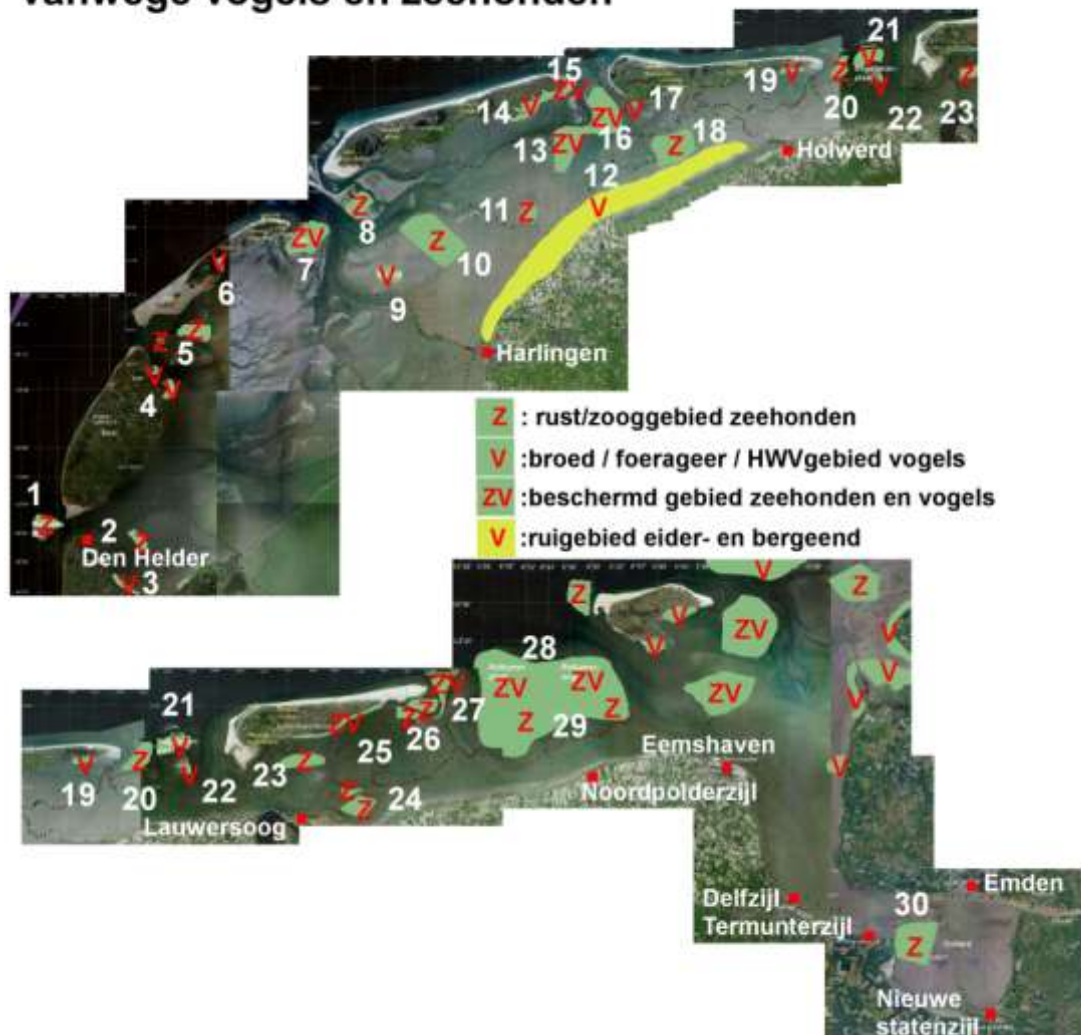 vanwege vogels en zeehonden
21
15
19
14 V
ZV
V
Z
V
V
Z
17
ZV
V
20
22
23
16
13 ZV
18
Z
Holwerd
12
V
11 Z
Z
8
ZV
7
Z
10
V
9
V
6
Z
Z
5
V
V
4
Harlingen
Z : rust/zooggebied zeehonden
V :broed / foerageer / HWVgebied vogels
ZV :beschermd gebied zeehonden en vogels
V :ruigebied eider- en bergeend
1
Z
2
Z
Den Helder
V
3
V
Z
Z
V
V
ZV
V
28
ZV
ZV
Z
Z
29
ZV
V
V
V
V
21
V
V
19
Z
20
V
22
23
Z
ZV
25
Z Z
26
ZV
27
Z
Z
24
Lauwersoog
Eemshaven
Noordpolderzijl
V
Delfzijl
Termunterzijl
30
Z
Emden
Nieuwe
statenzijl